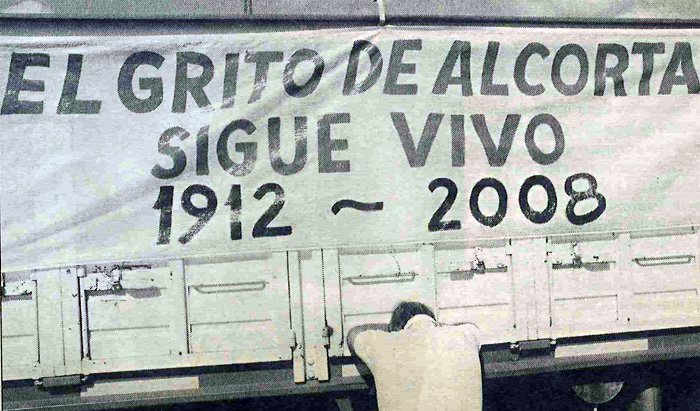 EL GRITO DE ALCORTA
SIGUE VIVO
1912 ~ 2008